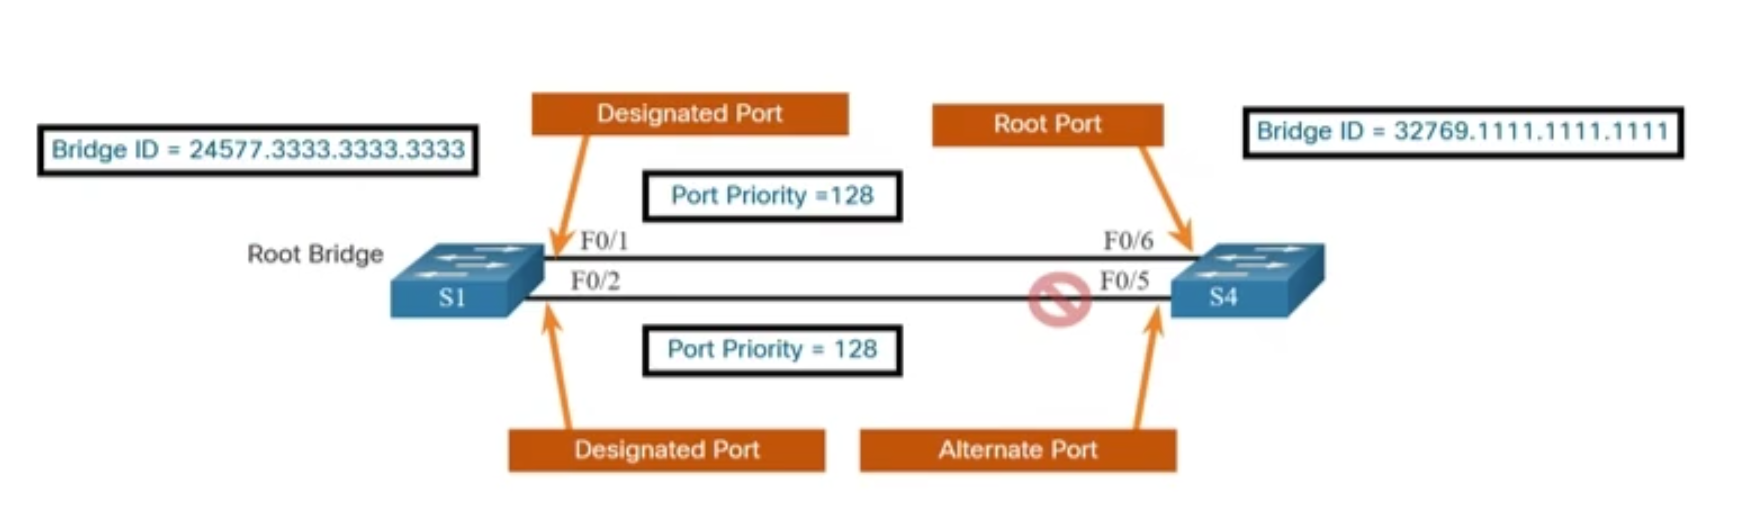 Designated Port
Root Port
Bridge ID = 32769.1111.1111.1111
Bridge ID = 24577.3333.3333.3333
Port Priority =128
F0/1
F0/6
Root Bridge
F0/2
F0/5
S1
S4
Port Priority = 128
Designated Port
Alternate Port